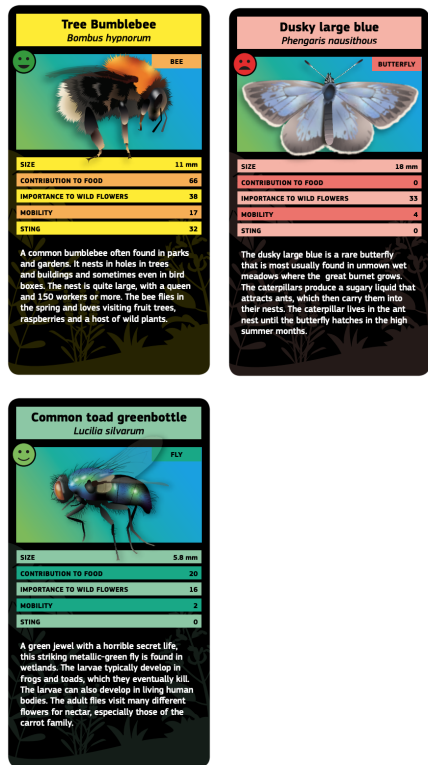 Tree Bumblebee
Bombus hypnorum
BEE
SIZE 11 mm
CONTRIBUTION TO FOOD 66
IMPORTANCE TO WILD FLOWERS 38
MOBILITY 17
STING 32
A common bumblebee often found in parks
and gardens. It nests in holes in trees
and buildings and sometimes even in bird
boxes. The nest is quite large, with a queen
and 150 workers or more. The bee flies in
the spring and loves visiting fruit trees,
raspberries and a host of wild plants.
Dusky large blue
Phengaris nausithous
BUTTERFLY
SIZE 18 mm
CONTRIBUTION TO FOOD 0
IMPORTANCE TO WILD FLOWERS 33
MOBILITY 4
STING 0
The dusky large blue is a rare butterfly
that is most usually found in unmown wet
meadows where the great burnet grows.
The caterpillars produce a sugary liquid that
attracts ants, which then carry them into
their nests. The caterpillar lives in the ant
nest until the butterfly hatches in the high
summer months.
Common toad greenbottle
Lucilia silvarum
FLY
SIZE 5.8 mm
CONTRIBUTION TO FOOD 20
IMPORTANCE TO WILD FLOWERS 16
MOBILITY 2
STING 0
A green jewel with a horrible secret life,
this striking metallic-green fly is found in
wetlands. The larvae typically develop in
frogs and toads, which they eventually kill.
The larvae can also develop in living human
bodies. The adult flies visit many different
flowers for nectar, especially those of the
carrot family.